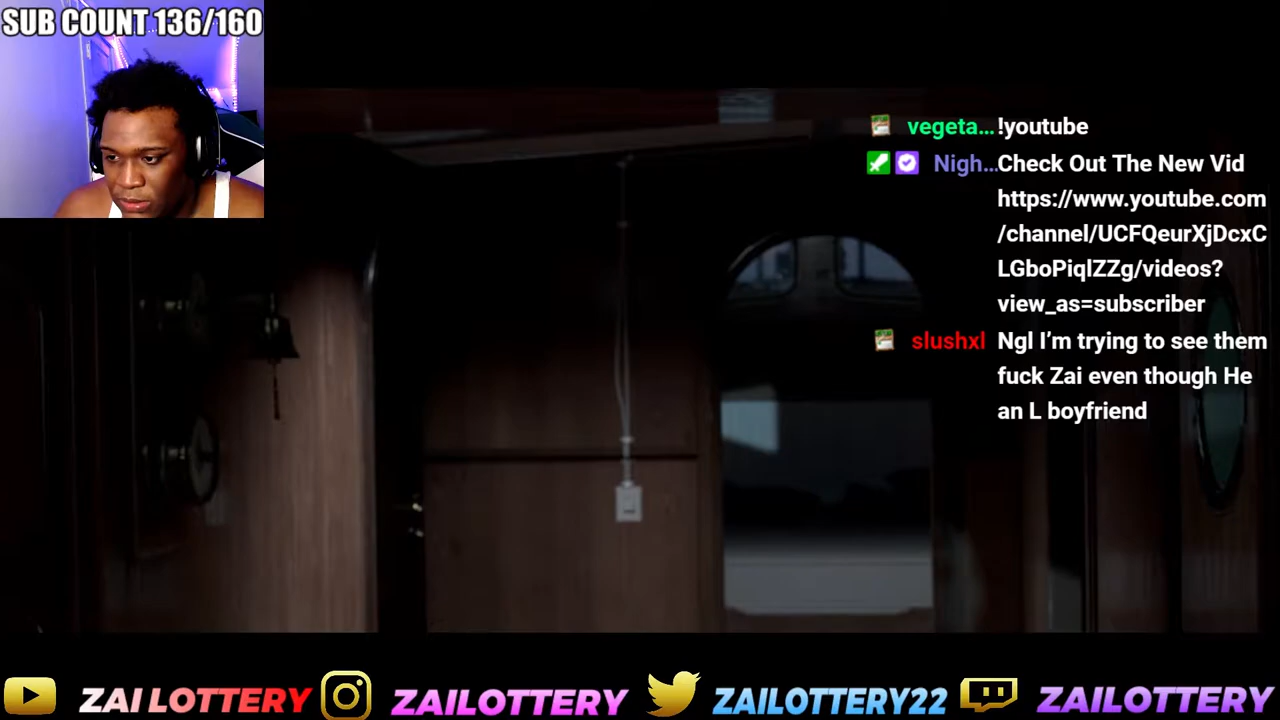 SUB COUNT 136/160
vegeta... !youtube
Nigh... Check Out The New Vid
https://www.youtube.com
/channel/UCFQeurXjDcxC
LGboPiqlZZg/videos?
view_as=subscriber
slushxl Ngl I’m trying to see them
fuck Zai even though He
an L boyfriend
ZAI LOTTERY ZAILOTTERY ZAILOTTERY22 ZAILOTTERY